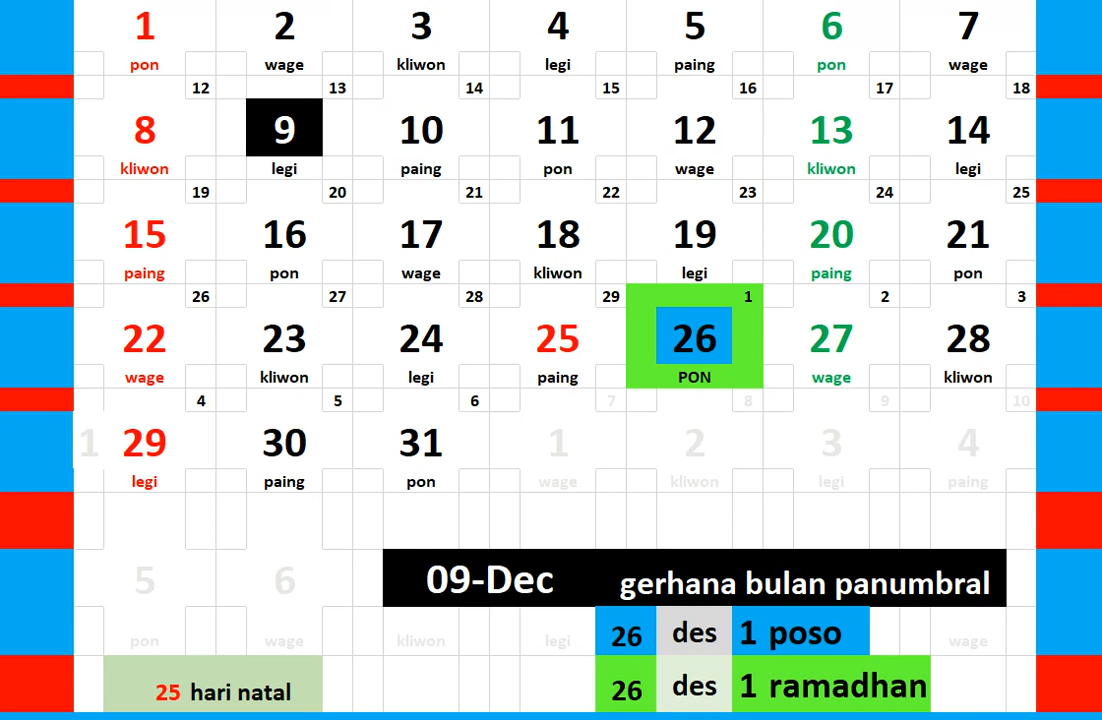 1 2 3 4 5 6 7
pon wage kliwon legi paing pon wage
12 13 14 15 16 17 18
8 9 10 11 12 13 14
kliwon legi paing pon wage kliwon legi
19 20 21 22 23 24 25
15 16 17 18 19 20 21
paing pon wage kliwon legi paing pon
26 27 28 29 1 2 3
22 23 24 25 26 27 28
wage kliwon legi paing PON wage kliwon
4 5 6 7 8 9 10
1 29 30 31 1 2 3 4
legi paing pon wage kliwon legi paing
5 6 09-Dec gerhana bulan panumbral
pon wage kliwon legi 26 des 1 poso wage
25 hari natal 26 des 1 ramadhan